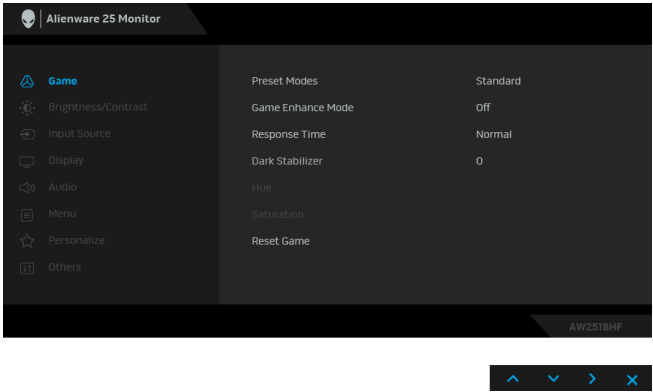 Alienware 25 Monitor
Game
Preset Modes Standard
Brightness/Contrast
Game Enhance Mode Off
Input Source
Response Time Normal
Display
Dark Stabilizer 0
Audio
Hue
Menu
Saturation
Personalize
Reset Game
Others
AW2518HF